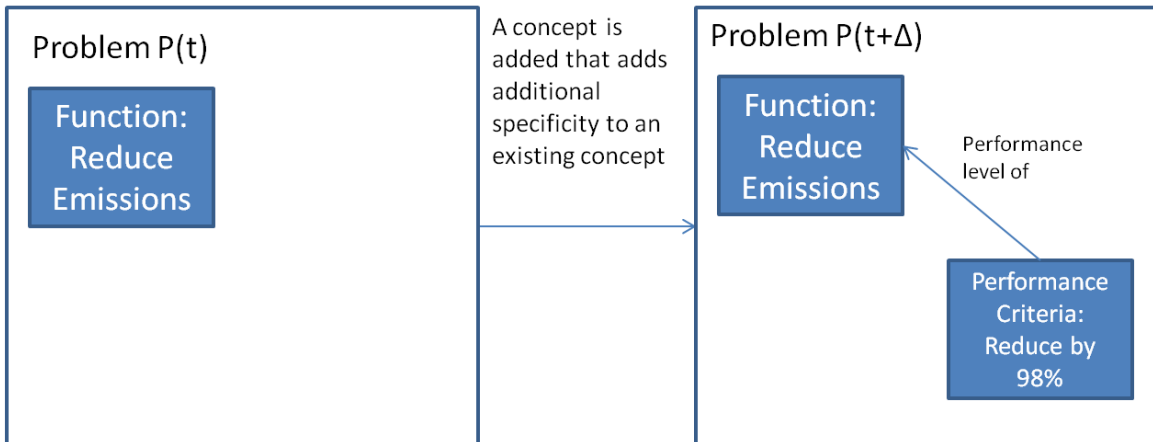 Problem P(t)
Function:
Reduce
Emissions
A concept is
added that adds
additional
specificity to an
existing concept
Problem P(t+Δ)
Function:
Reduce
Emissions
Performance
level of
Performance
Criteria:
Reduce by
98%